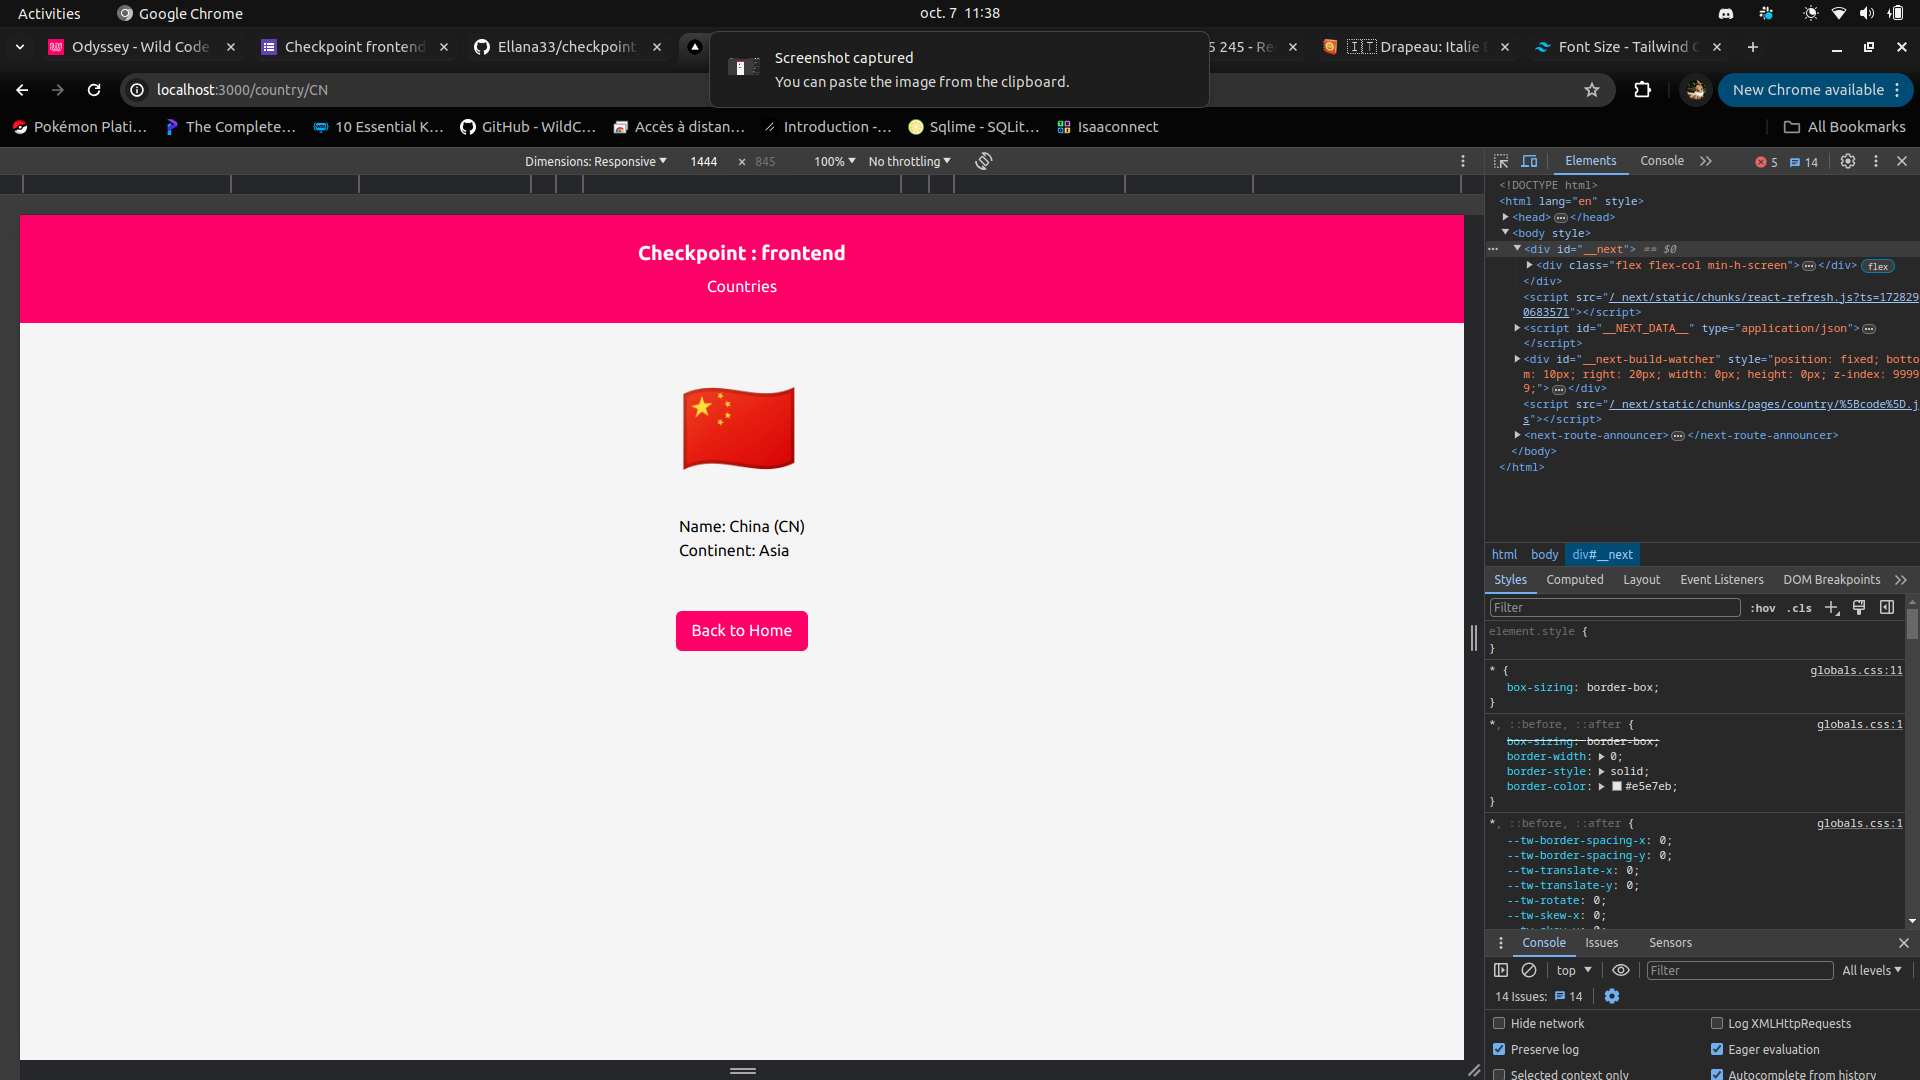 Activities
Google Chrome
oct. 7 11:38
Odyssey - Wild Code
Checkpoint frontend
Ellana33/checkpoint
5 245 - Re
🇮🇹 Drapeau: Italie E
Font Size - Tailwind C
Screenshot captured
You can paste the image from the clipboard.
localhost:3000/country/CN
New Chrome available
Pokémon Plati...
The Complete...
10 Essential K...
GitHub - WildC...
Accès à distan...
Introduction -...
Sqlime - SQLit...
Isaaconnect
All Bookmarks
Dimensions: Responsive
1444 × 845
100%
No throttling
Elements
Console
5
14
<!DOCTYPE html>
<html lang="en" style>
<head> ... </head>
<body style>
<div id="__next"> == $0
<div class="flex flex-col min-h-screen"> ... </div> flex
</div>
<script src="/_next/static/chunks/react-refresh.js?ts=172829
0683571"></script>
<script id="__NEXT_DATA__" type="application/json"> ...
</script>
<div id="__next-build-watcher" style="position: fixed; botto
m: 10px; right: 20px; width: 0px; height: 0px; z-index: 9999
9;"> ... </div>
<script src="/_next/static/chunks/pages/country/%5Bcode%5D.j
s"></script>
<next-route-announcer> ... </next-route-announcer>
</body>
</html>
Checkpoint : frontend
Countries
Name: China (CN)
Continent: Asia
Back to Home
html body div#__next
Styles Computed Layout Event Listeners DOM Breakpoints
Filter
:hov .cls
element.style {
}
* {
globals.css:11
box-sizing: border-box;
}
*, ::before, ::after {
globals.css:1
box-sizing: border-box;
border-width: 0;
border-style: solid;
border-color: #e5e7eb;
}
*, ::before, ::after {
globals.css:1
--tw-border-spacing-x: 0;
--tw-border-spacing-y: 0;
--tw-translate-x: 0;
--tw-translate-y: 0;
--tw-rotate: 0;
--tw-skew-x: 0;
Console Issues Sensors
top
Filter
All levels
14 Issues: 14
Hide network
Log XMLHttpRequests
Preserve log
Eager evaluation
Selected context only
Autocomplete from history